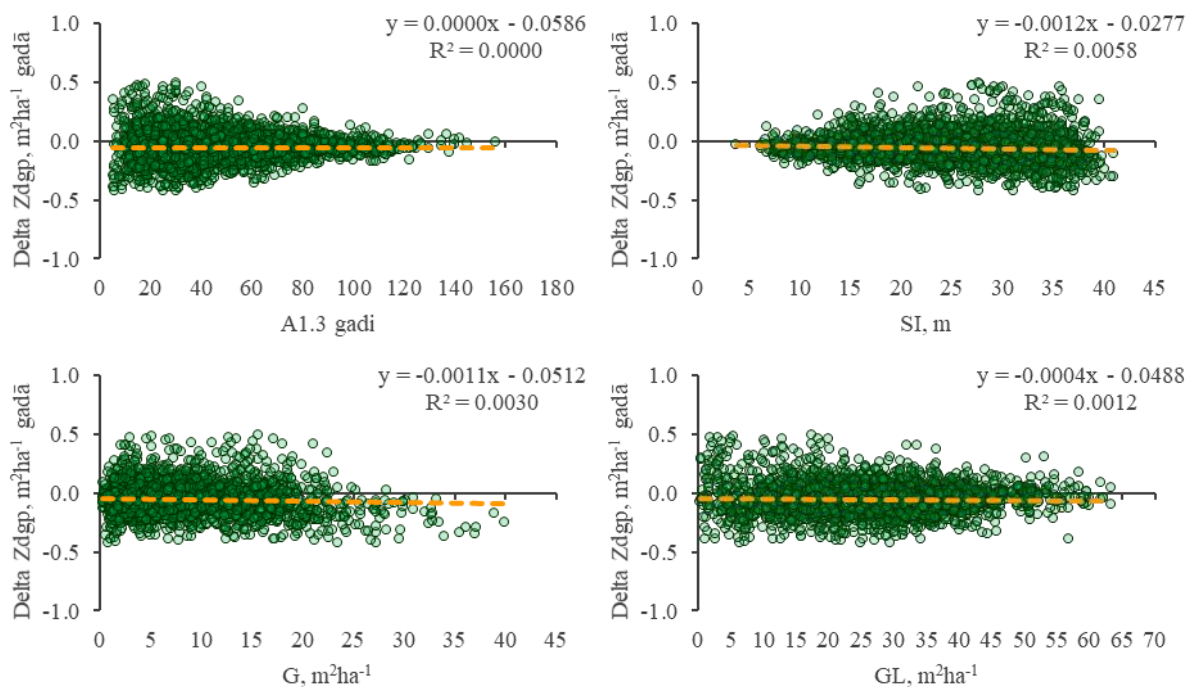 y = 0.0000x - 0.0586
R² = 0.0000
1.0
0.5
0.0
-0.5
-1.0
Delta Zdgp, m²ha⁻¹ gadā
0 20 40 60 80 100 120 140 160 180
A1.3 gadi
y = -0.0012x - 0.0277
R² = 0.0058
1.0
0.5
0.0
-0.5
-1.0
Delta Zdgp, m²ha⁻¹ gadā
0 5 10 15 20 25 30 35 40 45
SI, m
y = -0.0011x - 0.0512
R² = 0.0030
1.0
0.5
0.0
-0.5
-1.0
Delta Zdgp, m²ha⁻¹ gadā
0 5 10 15 20 25 30 35 40 45
G, m²ha⁻¹
y = -0.0004x - 0.0488
R² = 0.0012
1.0
0.5
0.0
-0.5
-1.0
Delta Zdgp, m²ha⁻¹ gadā
0 5 10 15 20 25 30 35 40 45 50 55 60 65 70
GL, m²ha⁻¹